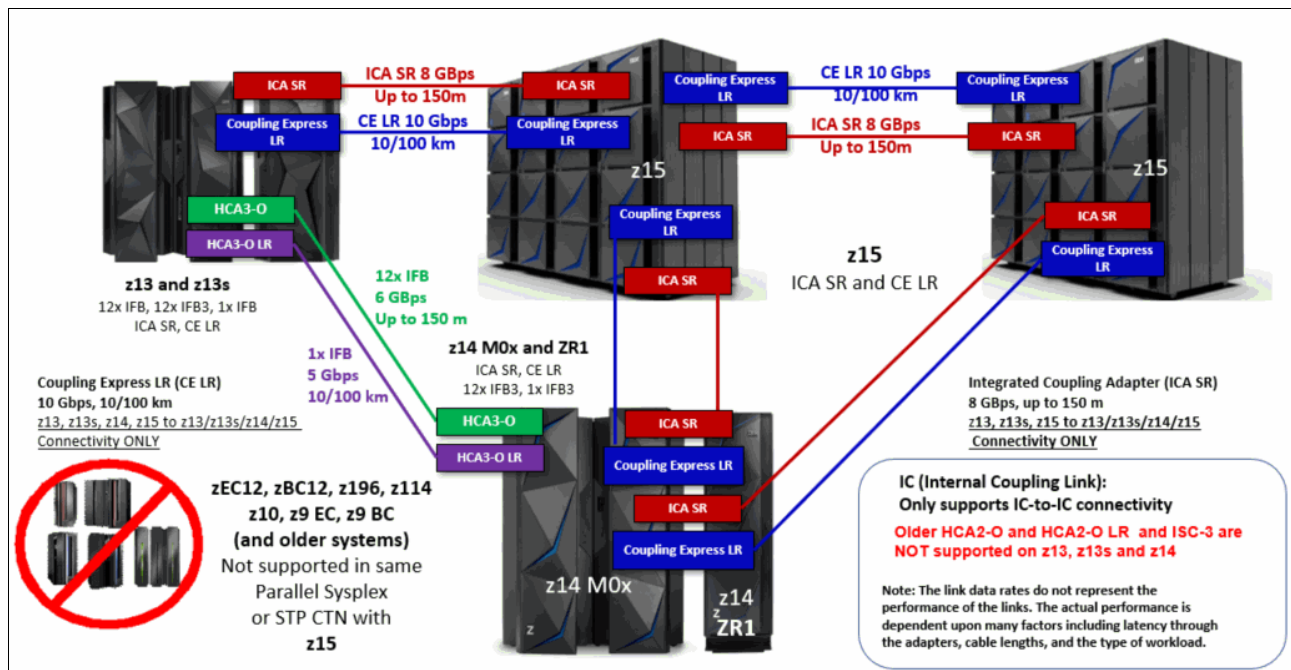 ICA SR
ICA SR 8 GBps
Up to 150m
ICA SR
Coupling Express
LR
CE LR 10 Gbps
10/100 km
Coupling Express
LR
Coupling Express
LR
CE LR 10 Gbps
10/100 km
Coupling Express
LR
ICA SR
ICA SR 8 GBps
Up to 150m
ICA SR
z15
z15
HCA3-O
HCA3-O LR
Coupling Express
LR
ICA SR
z15
ICA SR and CE LR
ICA SR
Coupling Express
LR
z13 and z13s
12x IFB, 12x IFB3, 1x IFB
ICA SR, CE LR
12x IFB
6 GBps
Up to 150 m
1x IFB
5 Gbps
10/100 km
z14 M0x and ZR1
ICA SR, CE LR
12x IFB3, 1x IFB3
Coupling Express LR (CE LR)
10 Gbps, 10/100 km
z13, z13s, z14, z15 to z13/z13s/z14/z15
Connectivity ONLY
Integrated Coupling Adapter (ICA SR)
8 GBps, up to 150 m
z13, z13s, z15 to z13/z13s/z14/z15
Connectivity ONLY
HCA3-O
HCA3-O LR
ICA SR
Coupling Express LR
ICA SR
Coupling Express LR
z14 M0x
z
z14
z
ZR1
zEC12, zBC12, z196, z114
z10, z9 EC, z9 BC
(and older systems)
Not supported in same
Parallel Sysplex
or STP CTN with
z15
IC (Internal Coupling Link):
Only supports IC-to-IC connectivity
Older HCA2-O and HCA2-O LR and ISC-3 are
NOT supported on z13, z13s and z14
Note: The link data rates do not represent the
performance of the links. The actual performance is
dependent upon many factors including latency through
the adapters, cable lengths, and the type of workload.